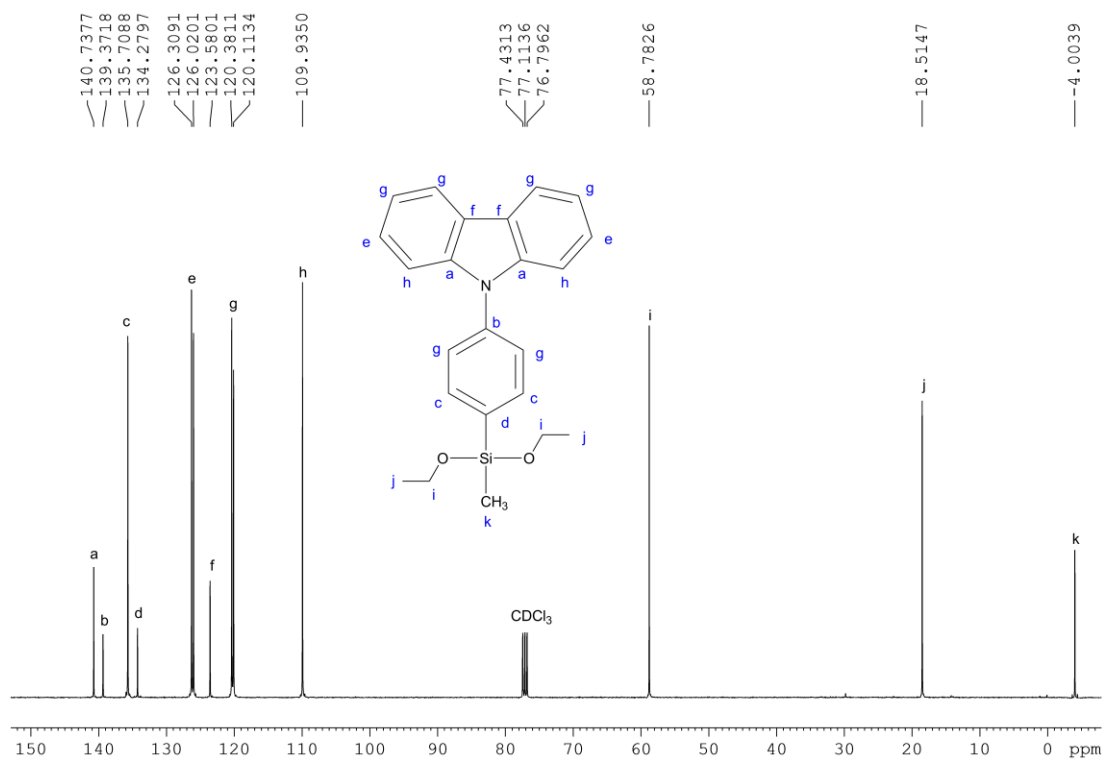 140.7377
139.3718
135.7088
134.2797
126.3091
126.0201
123.5801
120.3811
120.1134
109.9350
77.4313
77.1136
76.7962
58.7826
18.5147
-4.0039
g g g g
f f
e e
a a
h h
N
b
g g
c c
d
i
j
O Si O
j
i
CH3
k
e
h
g
c
i
j
a
f
k
b
d
CDCl3
150 140 130 120 110 100 90 80 70 60 50 40 30 20 10 0 ppm